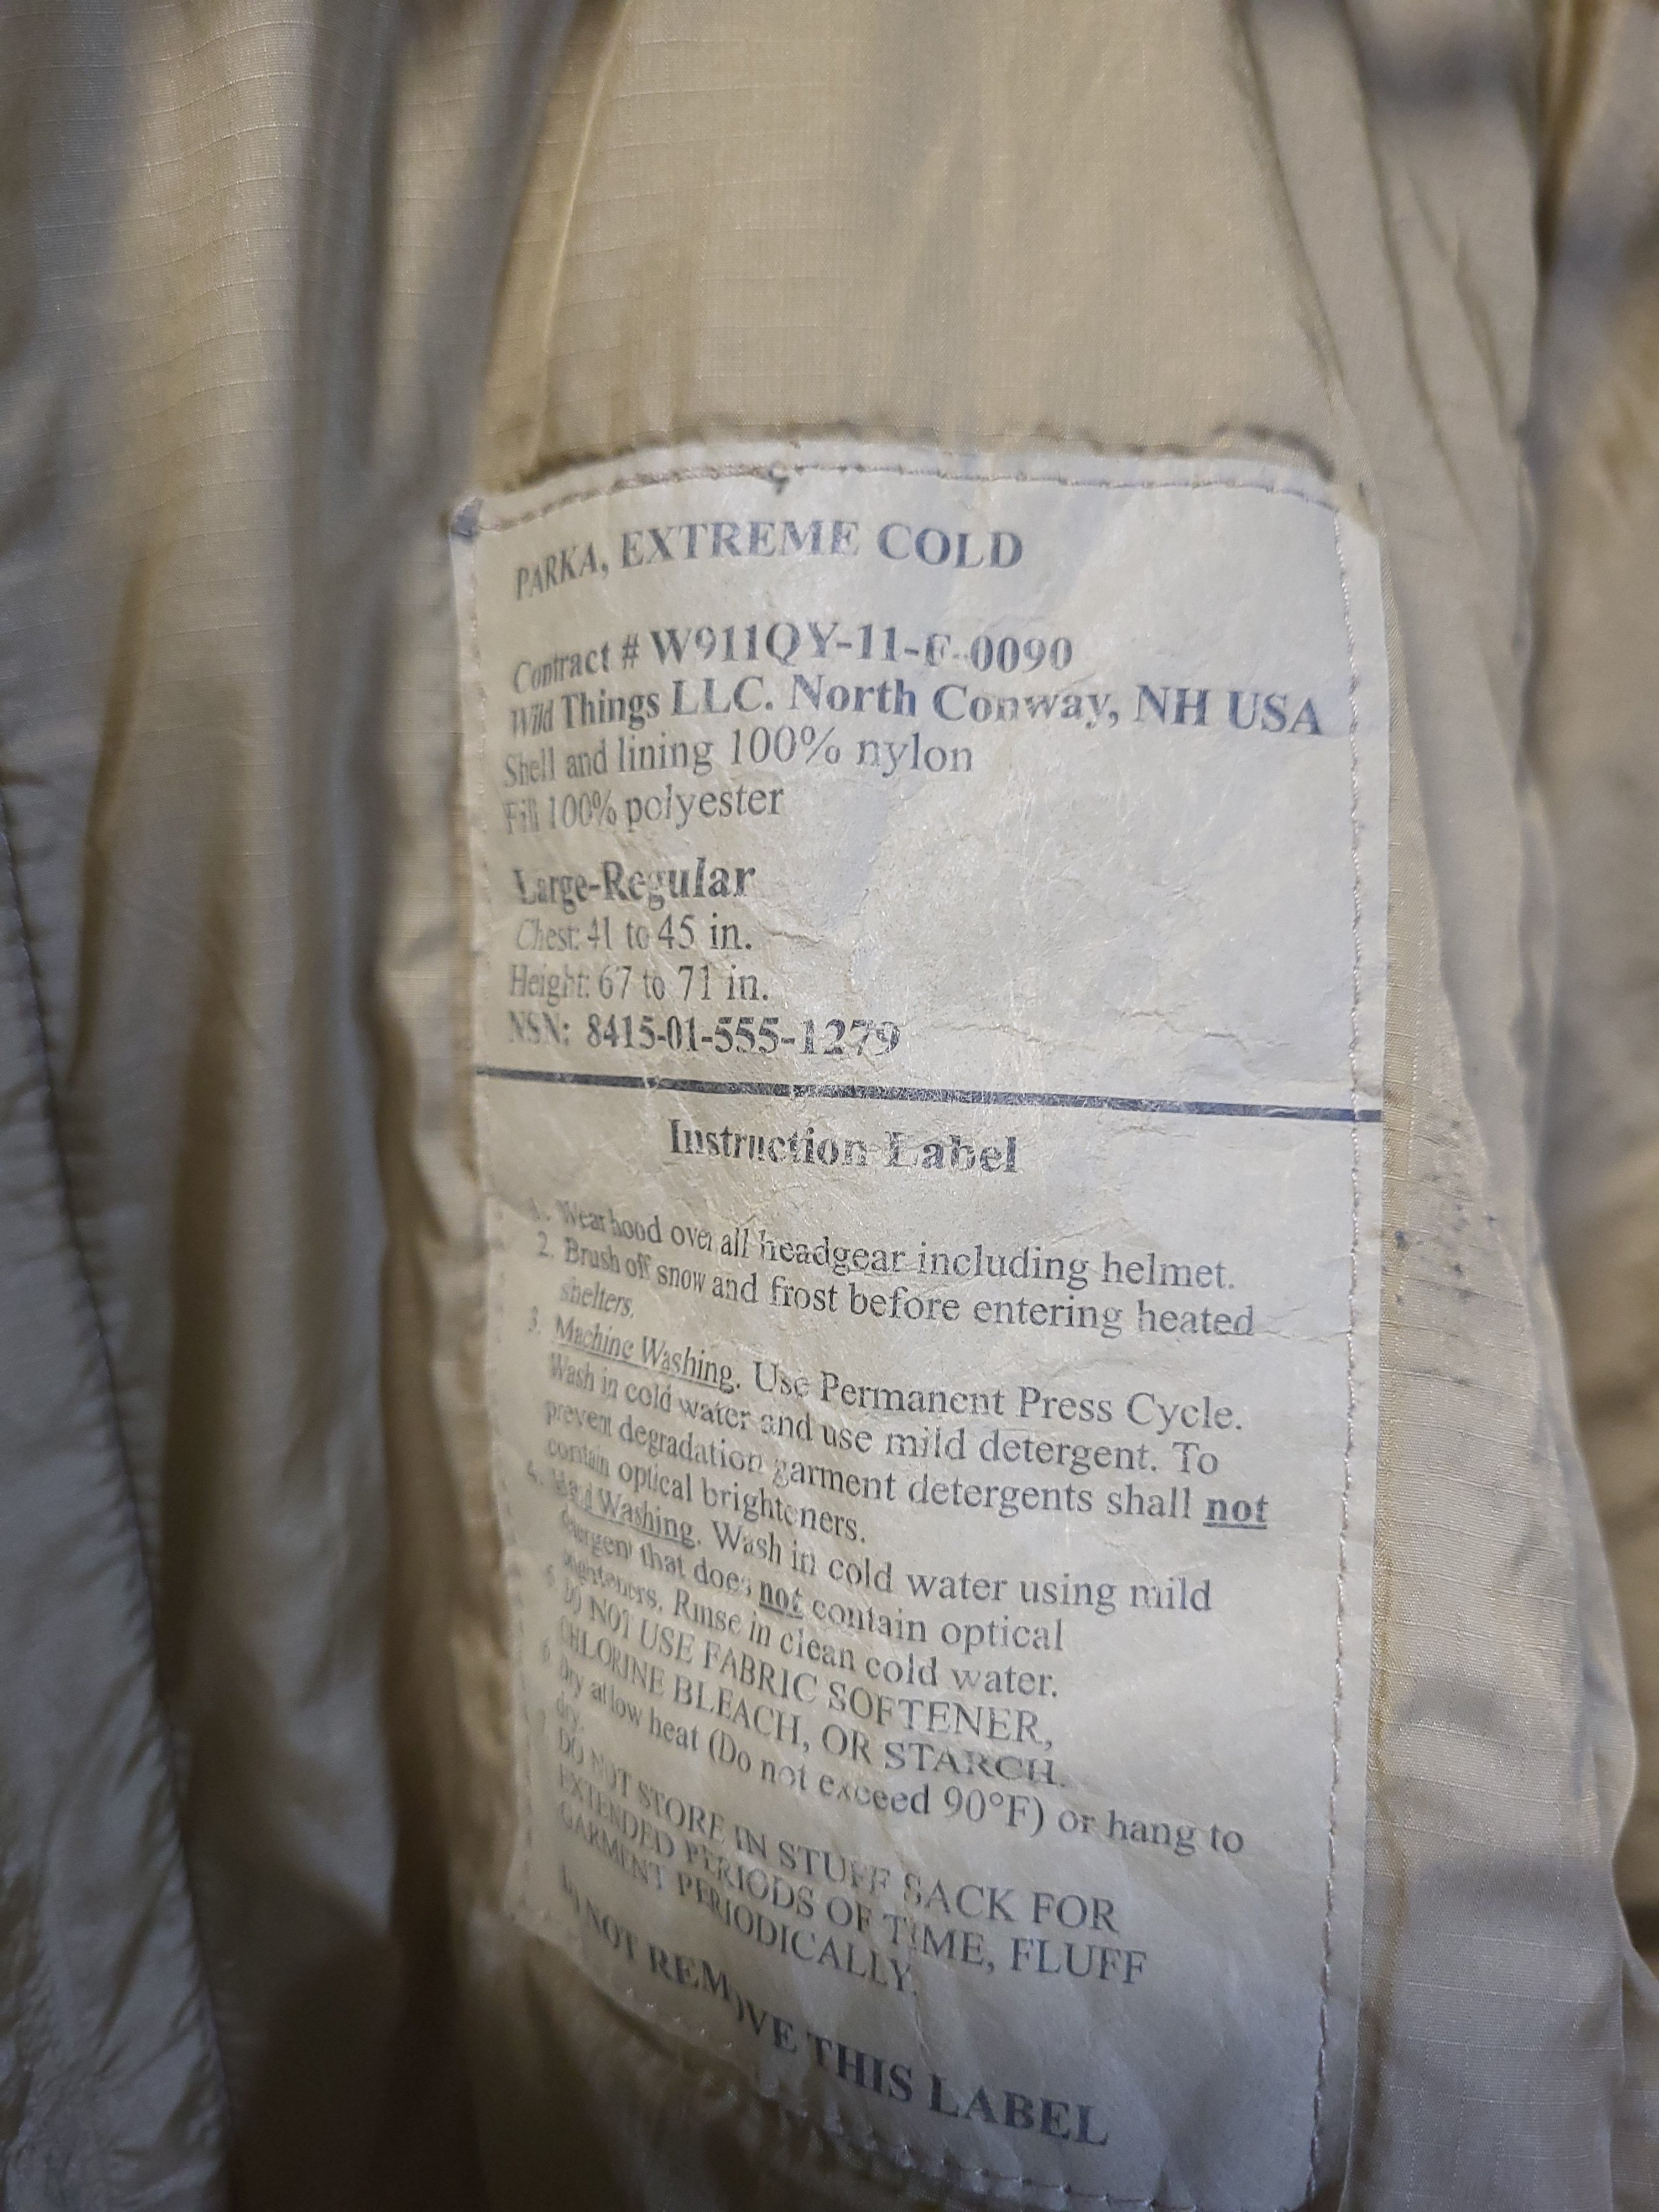 PARKA, EXTREME COLD
Contract # W911QY-11-F-0090
Wild Things LLC. North Conway, NH USA
Shell and lining 100% nylon
Fill 100% polyester
Large-Regular
Chest: 41 to 45 in.
Height: 67 to 71 in.
NSN: 8415-01-555-1279
Instruction Label
1. Wear hood over all headgear including helmet.
2. Brush off snow and frost before entering heated
shelters.
3. Machine Washing. Use Permanent Press Cycle.
Wash in cold water and use mild detergent. To
prevent degradation garment detergents shall not
contain optical brighteners.
4. Hand Washing. Wash in cold water using mild
detergent that does not contain optical
brighteners. Rinse in clean cold water.
5. DO NOT USE FABRIC SOFTENER,
CHLORINE BLEACH, OR STARCH.
6. Dry at low heat (Do not exceed 90°F) or hang to
dry.
7. DO NOT STORE IN STUFF SACK FOR
EXTENDED PERIODS OF TIME, FLUFF
GARMENT PERIODICALLY.
DO NOT REMOVE THIS LABEL